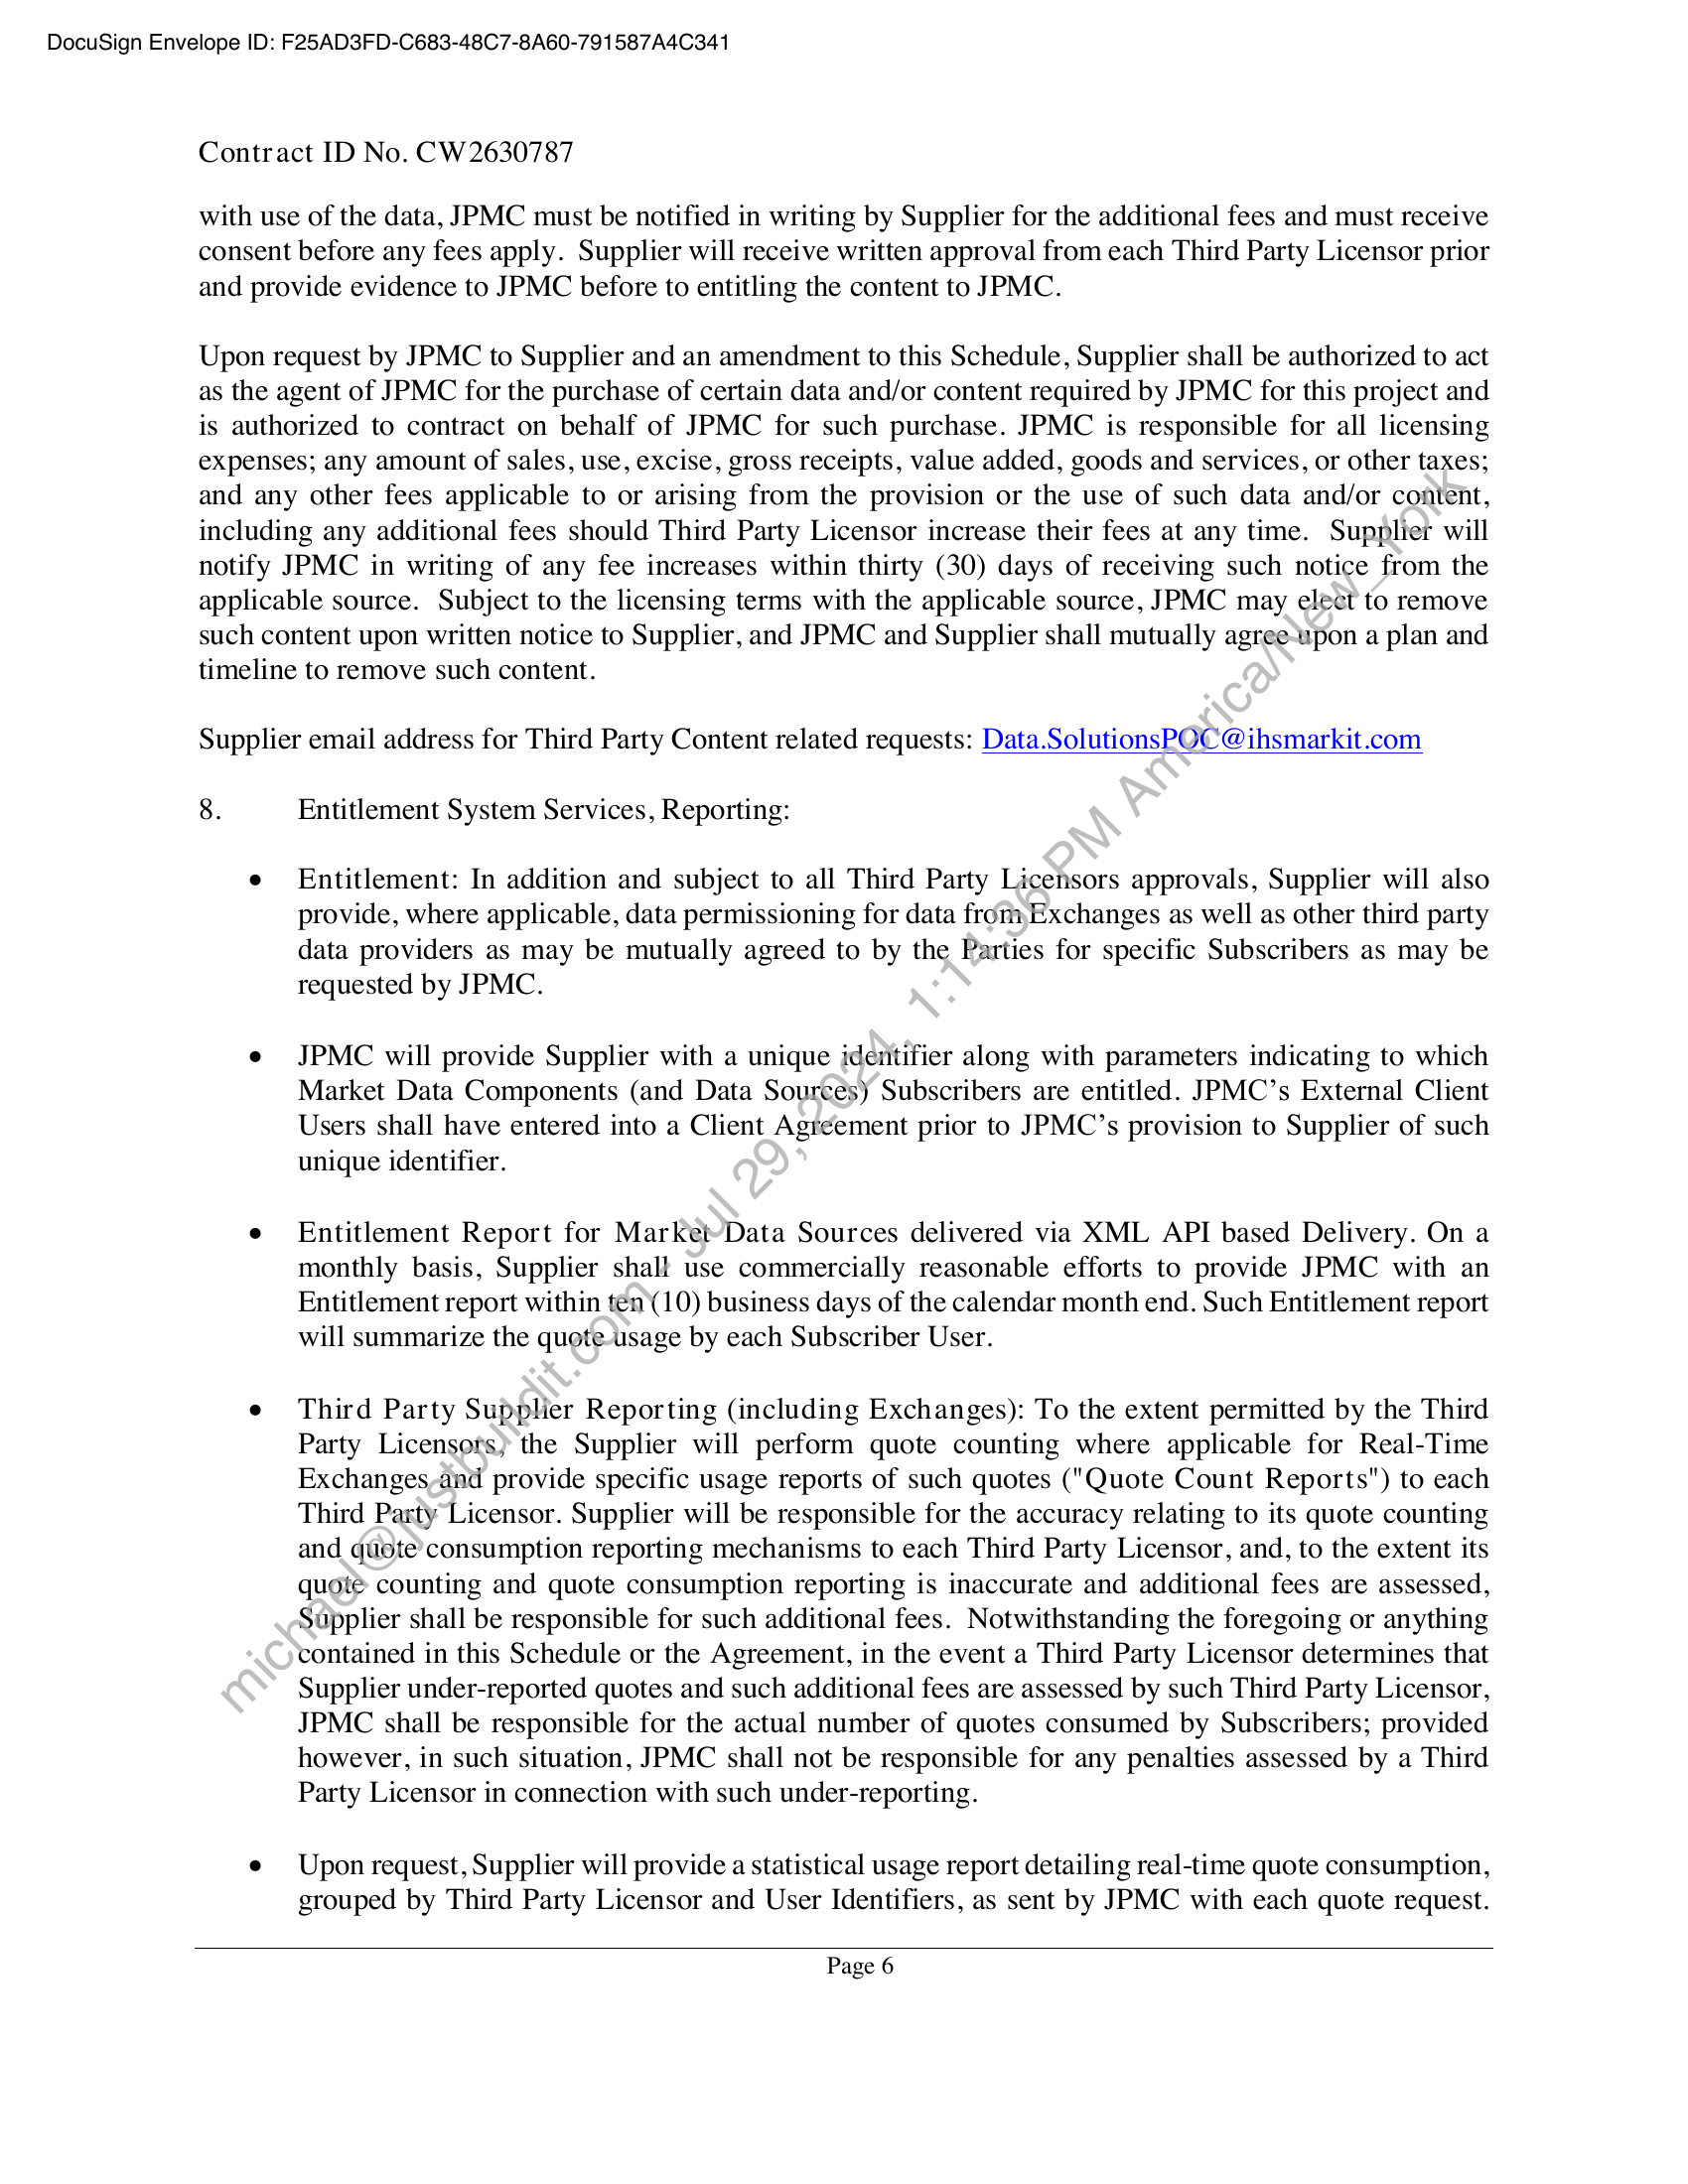 DocuSign Envelope ID: F25AD3FD-C683-48C7-8A60-791587A4C341
Contract ID No. CW2630787
with use of the data, JPMC must be notified in writing by Supplier for the additional fees and must receive
consent before any fees apply.  Supplier will receive written approval from each Third Party Licensor prior
and provide evidence to JPMC before to entitling the content to JPMC.
Upon request by JPMC to Supplier and an amendment to this Schedule, Supplier shall be authorized to act
as the agent of JPMC for the purchase of certain data and/or content required by JPMC for this project and
is authorized to contract on behalf of JPMC for such purchase. JPMC is responsible for all licensing
expenses; any amount of sales, use, excise, gross receipts, value added, goods and services, or other taxes;
and any other fees applicable to or arising from the provision or the use of such data and/or content,
including any additional fees should Third Party Licensor increase their fees at any time.  Supplier will
notify JPMC in writing of any fee increases within thirty (30) days of receiving such notice from the
applicable source.  Subject to the licensing terms with the applicable source, JPMC may elect to remove
such content upon written notice to Supplier, and JPMC and Supplier shall mutually agree upon a plan and
timeline to remove such content.
Supplier email address for Third Party Content related requests: Data.SolutionsPOC@ihsmarkit.com
8. Entitlement System Services, Reporting:
• Entitlement: In addition and subject to all Third Party Licensors approvals, Supplier will also
provide, where applicable, data permissioning for data from Exchanges as well as other third party
data providers as may be mutually agreed to by the Parties for specific Subscribers as may be
requested by JPMC.
• JPMC will provide Supplier with a unique identifier along with parameters indicating to which
Market Data Components (and Data Sources) Subscribers are entitled. JPMC’s External Client
Users shall have entered into a Client Agreement prior to JPMC’s provision to Supplier of such
unique identifier.
• Entitlement Report for Market Data Sources delivered via XML API based Delivery. On a
monthly basis, Supplier shall use commercially reasonable efforts to provide JPMC with an
Entitlement report within ten (10) business days of the calendar month end. Such Entitlement report
will summarize the quote usage by each Subscriber User.
• Third Party Supplier Reporting (including Exchanges): To the extent permitted by the Third
Party Licensors, the Supplier will perform quote counting where applicable for Real-Time
Exchanges and provide specific usage reports of such quotes ("Quote Count Reports") to each
Third Party Licensor. Supplier will be responsible for the accuracy relating to its quote counting
and quote consumption reporting mechanisms to each Third Party Licensor, and, to the extent its
quote counting and quote consumption reporting is inaccurate and additional fees are assessed,
Supplier shall be responsible for such additional fees.  Notwithstanding the foregoing or anything
contained in this Schedule or the Agreement, in the event a Third Party Licensor determines that
Supplier under-reported quotes and such additional fees are assessed by such Third Party Licensor,
JPMC shall be responsible for the actual number of quotes consumed by Subscribers; provided
however, in such situation, JPMC shall not be responsible for any penalties assessed by a Third
Party Licensor in connection with such under-reporting.
• Upon request, Supplier will provide a statistical usage report detailing real-time quote consumption,
grouped by Third Party Licensor and User Identifiers, as sent by JPMC with each quote request.
Page 6
michael@justbuildit.com - Jul 29, 2024, 1:14:36 PM America/New_York